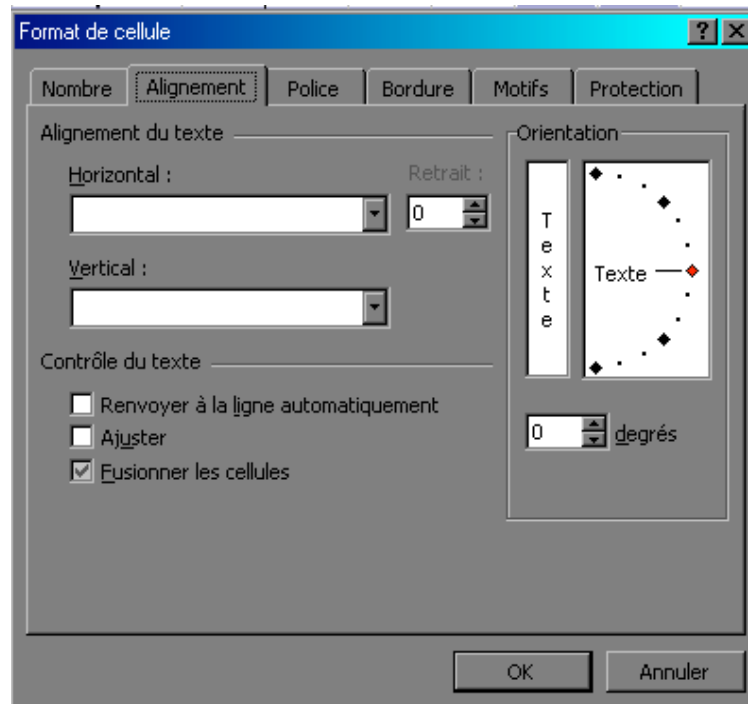 Format de cellule
Nombre Alignement Police Bordure Motifs Protection
Alignement du texte
Horizontal :
Retrait :
0
Vertical :
Contrôle du texte
Renvoyer à la ligne automatiquement
Ajuster
Fusionner les cellules
Orientation
T
e
x
t
e
Texte
0 degrés
OK Annuler